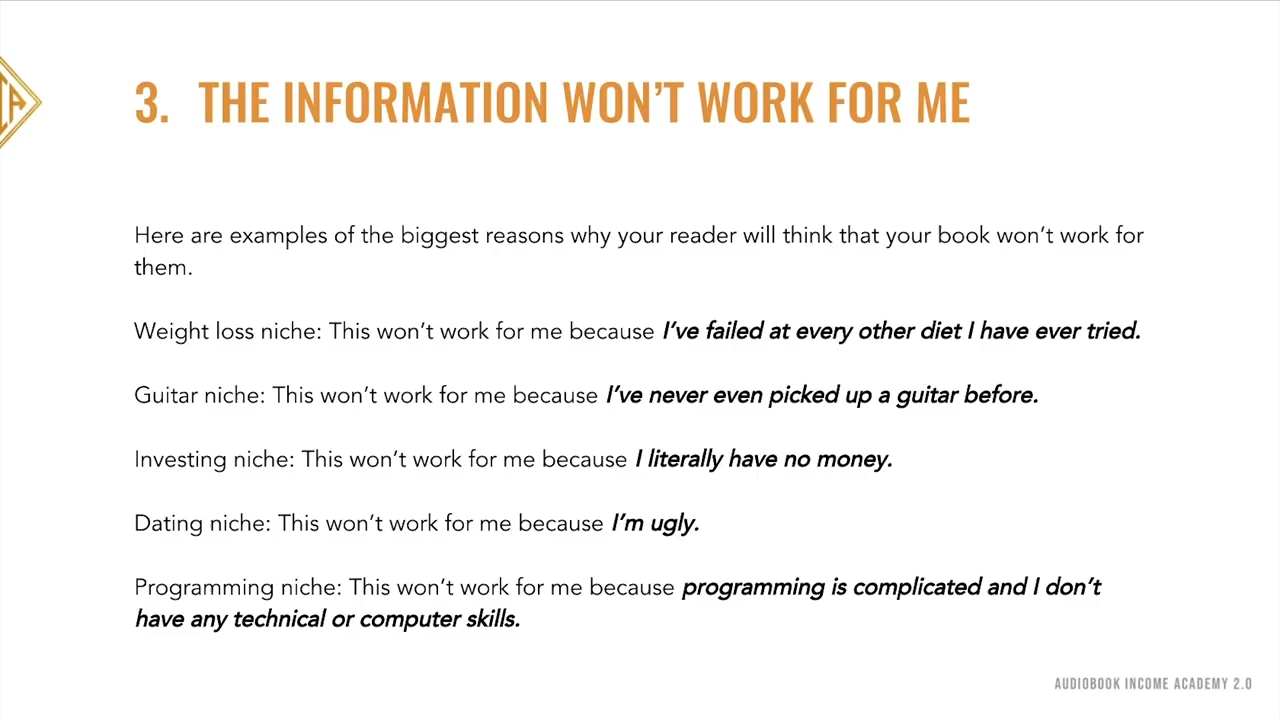 3. THE INFORMATION WON'T WORK FOR ME
Here are examples of the biggest reasons why your reader will think that your book won't work for
them.
Weight loss niche: This won't work for me because I've failed at every other diet I have ever tried.
Guitar niche: This won't work for me because I've never even picked up a guitar before.
Investing niche: This won't work for me because I literally have no money.
Dating niche: This won't work for me because I'm ugly.
Programming niche: This won't work for me because programming is complicated and I don't
have any technical or computer skills.
AUDIOBOOK INCOME ACADEMY 2.0